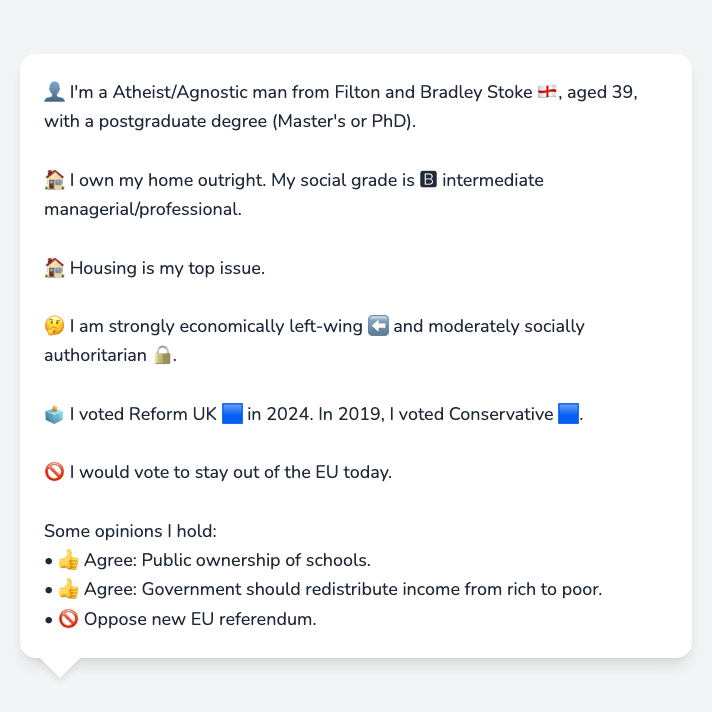 👤 I'm a Atheist/Agnostic man from Filton and Bradley Stoke 🏴󠁧󠁢󠁥󠁮󠁧󠁿, aged 39,
with a postgraduate degree (Master's or PhD).
🏠 I own my home outright. My social grade is 🅱 intermediate
managerial/professional.
🏠 Housing is my top issue.
🤔 I am strongly economically left-wing ⬅️ and moderately socially
authoritarian 🔒.
🗳️ I voted Reform UK 🟦 in 2024. In 2019, I voted Conservative 🟦.
🚫 I would vote to stay out of the EU today.
Some opinions I hold:
• 👍 Agree: Public ownership of schools.
• 👍 Agree: Government should redistribute income from rich to poor.
• 🚫 Oppose new EU referendum.